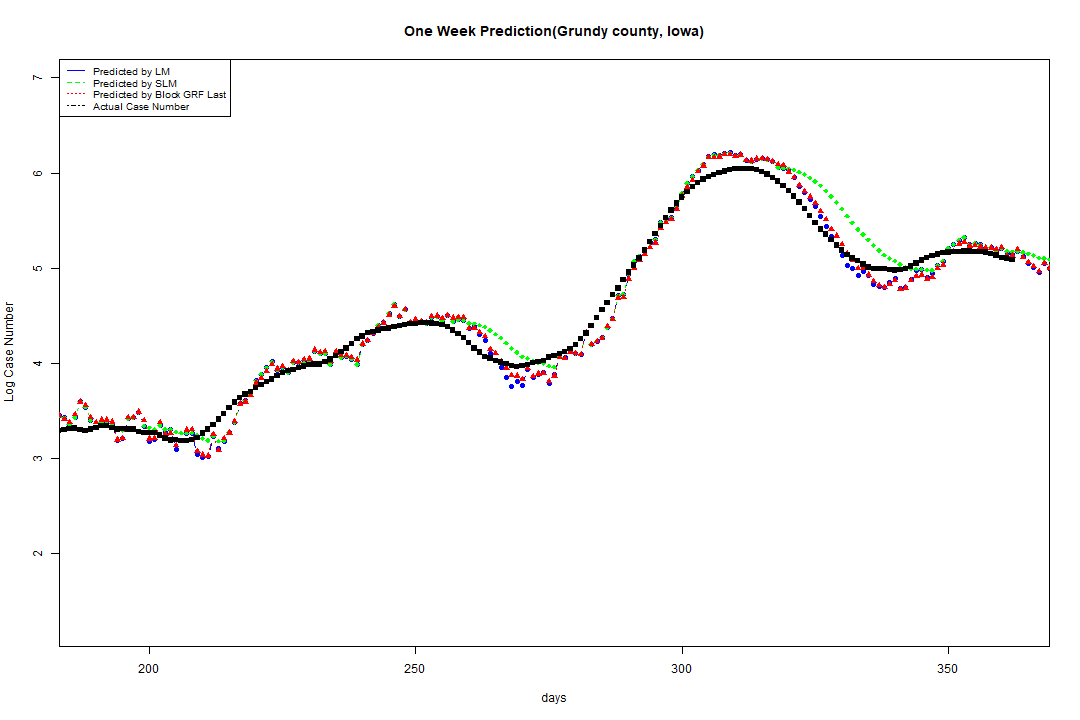 One Week Prediction(Grundy county, Iowa)
Predicted by LM
Predicted by SLM
Predicted by Block GRF Last
Actual Case Number
7
6
5
4
3
2
Log Case Number
200 250 300 350
days